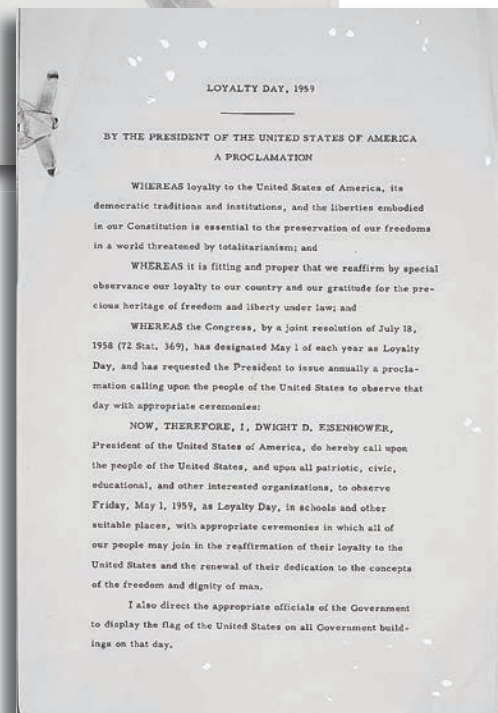 LOYALTY DAY, 1959
BY THE PRESIDENT OF THE UNITED STATES OF AMERICA
A PROCLAMATION
WHEREAS loyalty to the United States of America, its
democratic traditions and institutions, and the liberties embodied
in our Constitution is essential to the preservation of our freedoms
in a world threatened by totalitarianism; and
WHEREAS it is fitting and proper that we reaffirm by special
observance our loyalty to our country and our gratitude for the pre-
cious heritage of freedom and liberty under law; and
WHEREAS the Congress, by a joint resolution of July 18,
1958 (72 Stat. 369), has designated May 1 of each year as Loyalty
Day, and has requested the President to issue annually a procla-
mation calling upon the people of the United States to observe that
day with appropriate ceremonies:
NOW, THEREFORE, I, DWIGHT D. EISENHOWER,
President of the United States of America, do hereby call upon
the people of the United States, and upon all patriotic, civic,
educational, and other interested organizations, to observe
Friday, May 1, 1959, as Loyalty Day, in schools and other
suitable places, with appropriate ceremonies in which all of
our people may join in the reaffirmation of their loyalty to the
United States and the renewal of their dedication to the concepts
of the freedom and dignity of man.
I also direct the appropriate officials of the Government
to display the flag of the United States on all Government build-
ings on that day.